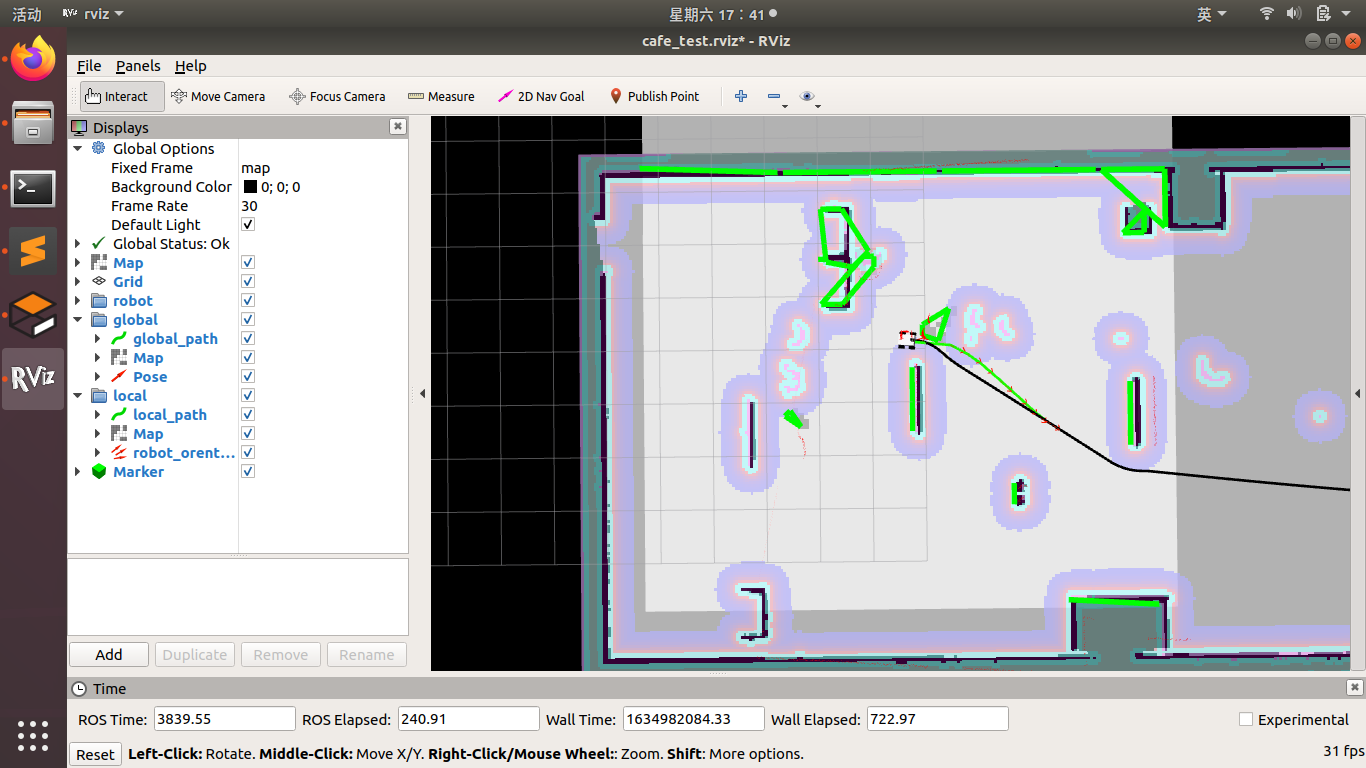 活动 RViz rviz 星期六 17：41 英
cafe_test.rviz* - RViz
File Panels Help
Interact Move Camera Focus Camera Measure 2D Nav Goal Publish Point
Displays
Global Options
Fixed Frame map
Background Color 0; 0; 0
Frame Rate 30
Default Light
Global Status: Ok
Map
Grid
robot
global
global_path
Map
Pose
local
local_path
Map
robot_orent...
Marker
RViz
Add Duplicate Remove Rename
Time
ROS Time: 3839.55 ROS Elapsed: 240.91 Wall Time: 1634982084.33 Wall Elapsed: 722.97 Experimental
Reset Left-Click: Rotate. Middle-Click: Move X/Y. Right-Click/Mouse Wheel:: Zoom. Shift: More options. 31 fps